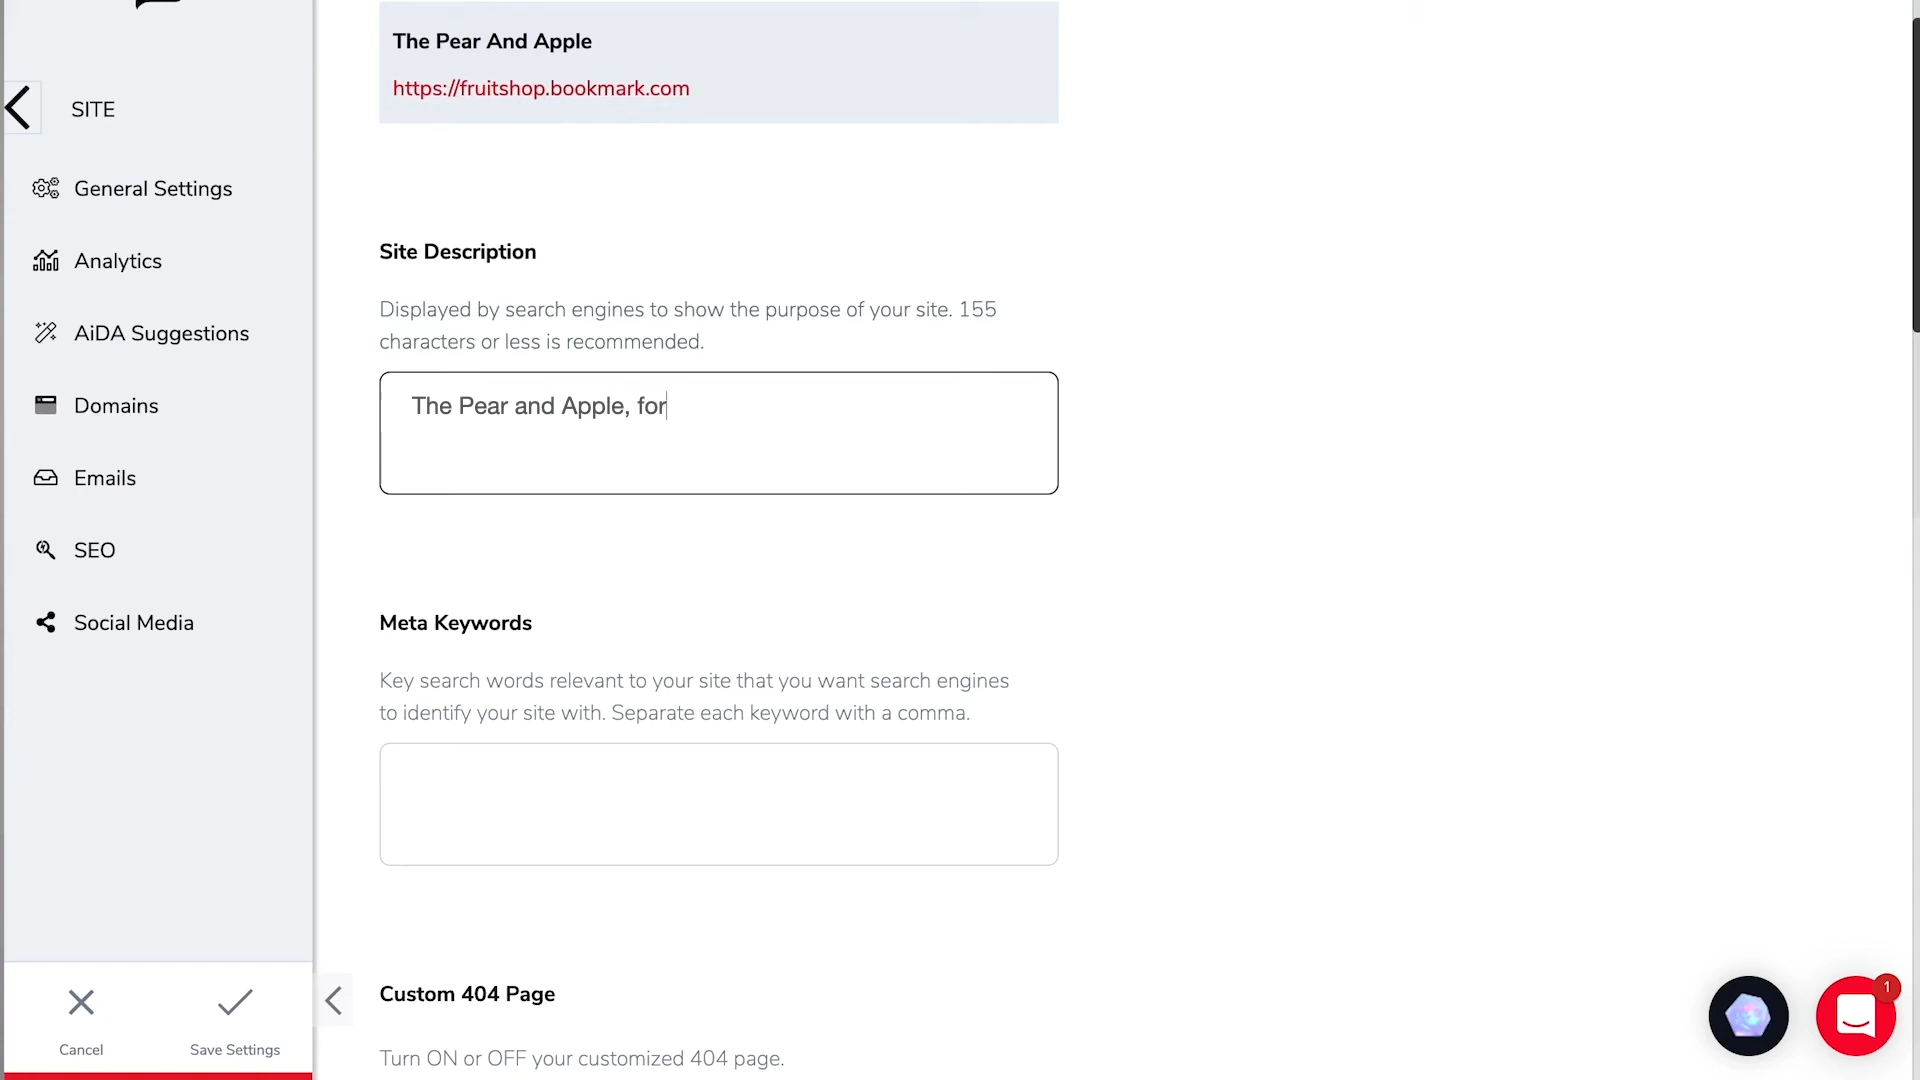 The Pear And Apple
https://fruitshop.bookmark.com
SITE
General Settings
Analytics
AiDA Suggestions
Domains
Emails
SEO
Social Media
Cancel
Save Settings
Site Description
Displayed by search engines to show the purpose of your site. 155
characters or less is recommended.
The Pear and Apple, for
Meta Keywords
Key search words relevant to your site that you want search engines
to identify your site with. Separate each keyword with a comma.
Custom 404 Page
Turn ON or OFF your customized 404 page.
1